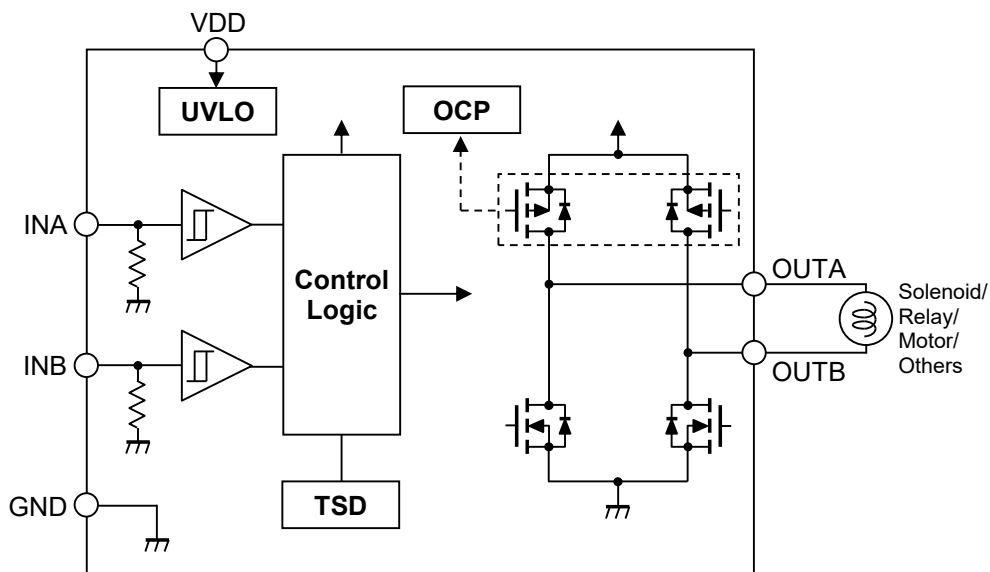 VDD
UVLO
OCP
INA
Control
Logic
OUTA
Solenoid/
Relay/
Motor/
Others
INB
OUTB
GND
TSD